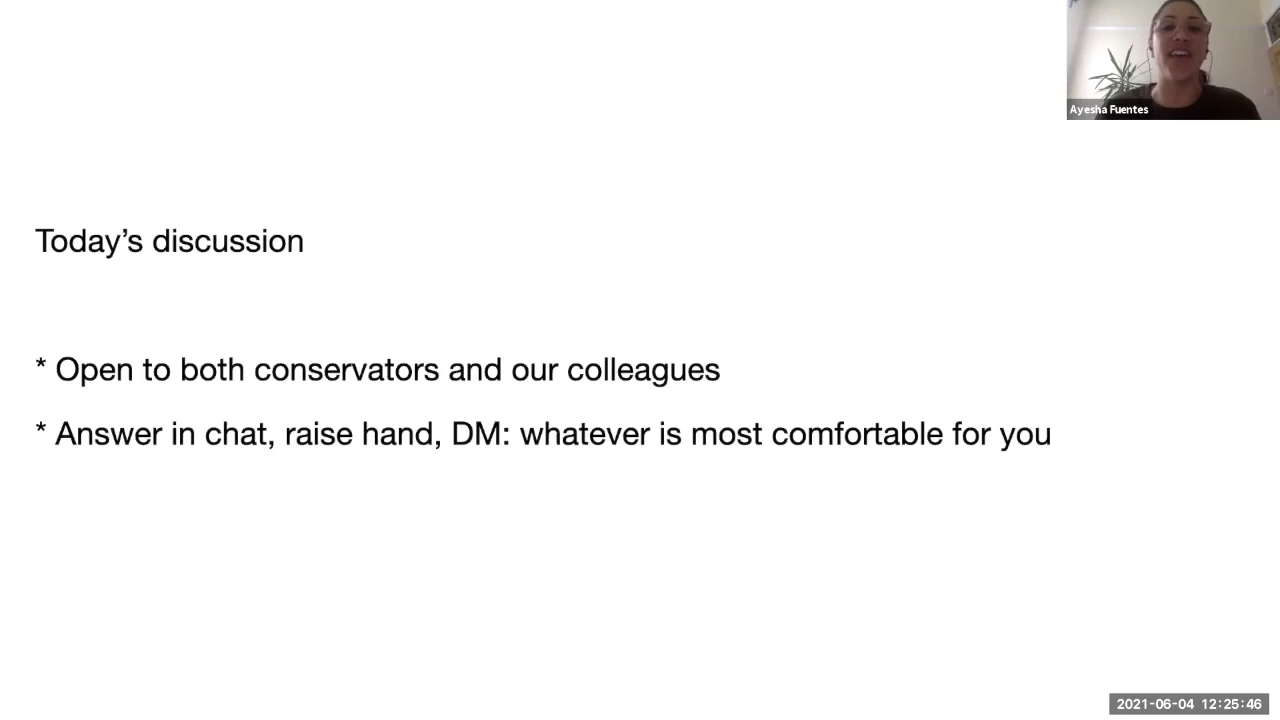 Ayesha Fuentes
Today’s discussion
* Open to both conservators and our colleagues
* Answer in chat, raise hand, DM: whatever is most comfortable for you
2021-06-04 12:25:46